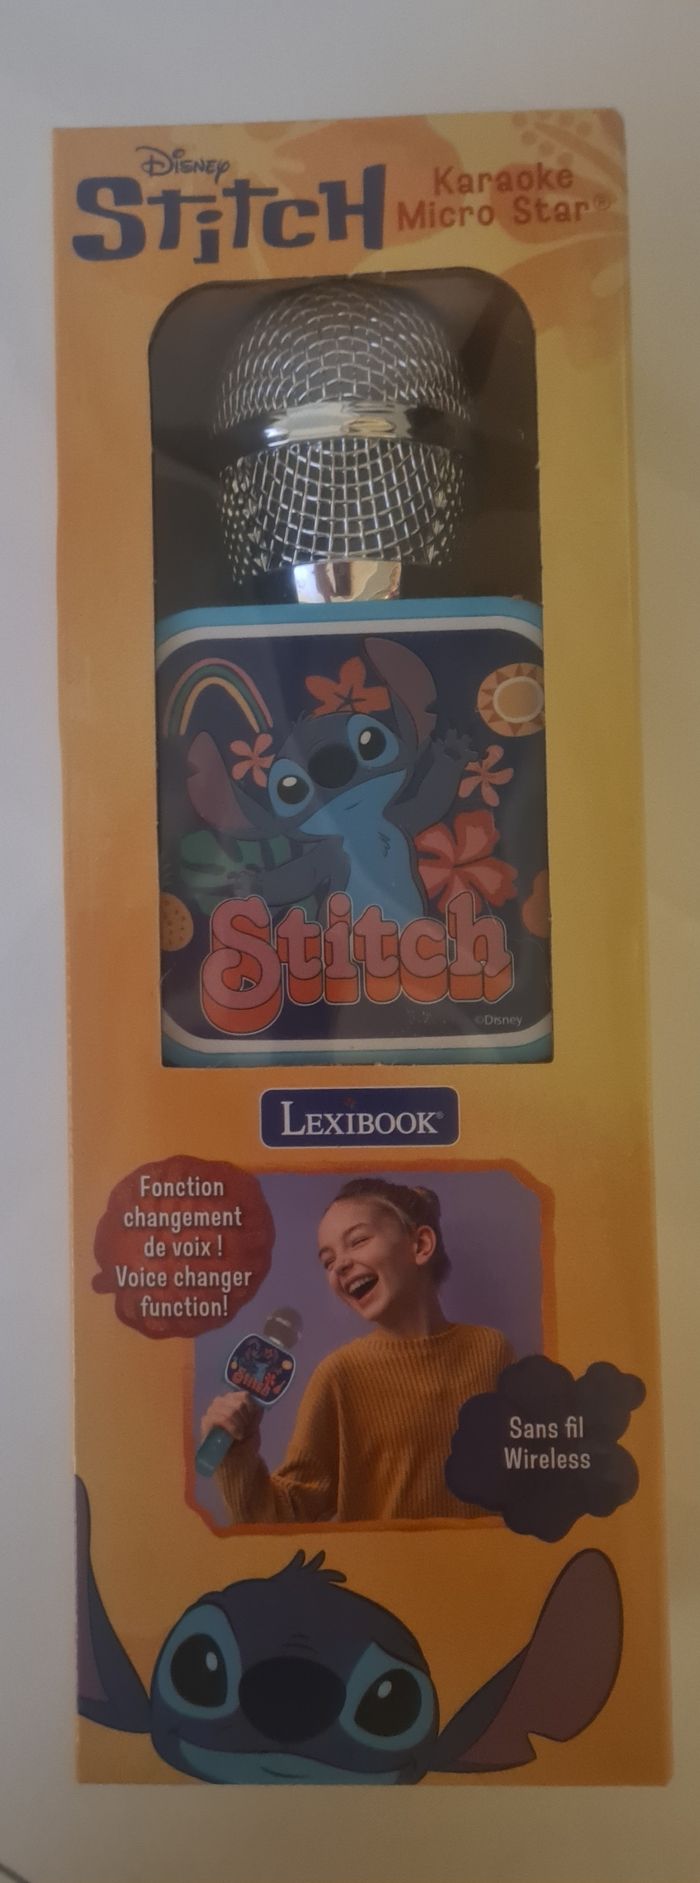 Disney
Stitch
Karaoke
Micro Star®
Stitch
©Disney
LEXIBOOK®
Fonction
changement
de voix !
Voice changer
function!
Stitch
Sans fil
Wireless